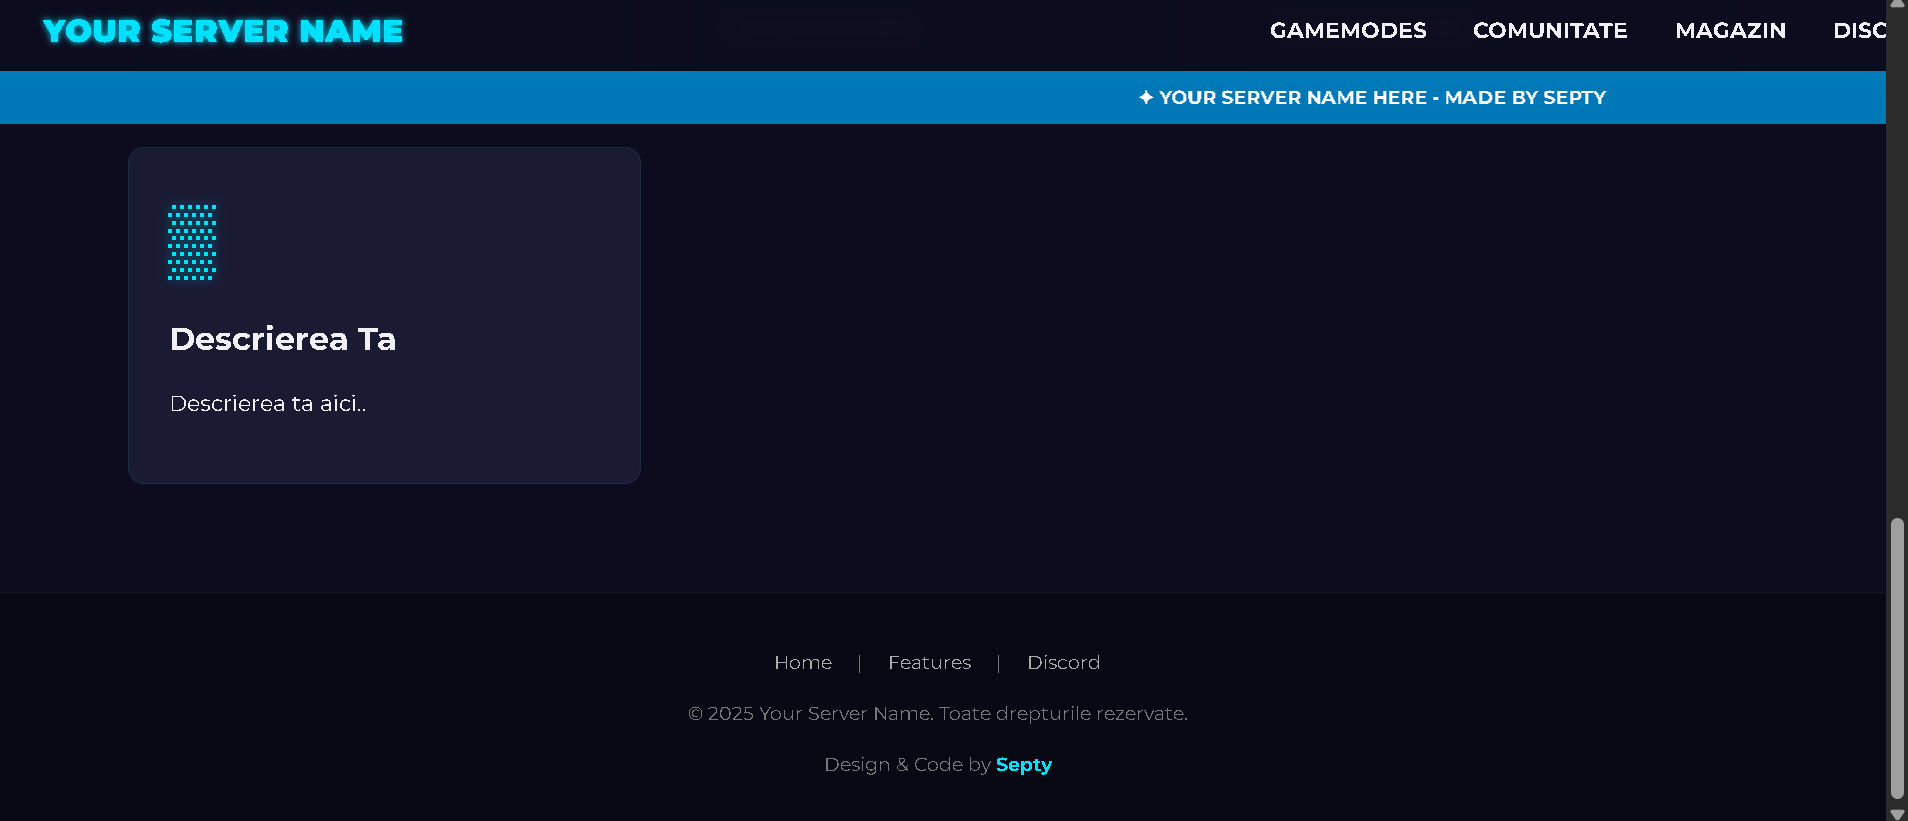 YOUR SERVER NAME
GAMEMODES COMUNITATE MAGAZIN DISC
✦ YOUR SERVER NAME HERE - MADE BY SEPTY
▒
Descrierea Ta
Descrierea ta aici..
Home | Features | Discord
© 2025 Your Server Name. Toate drepturile rezervate.
Design & Code by Septy